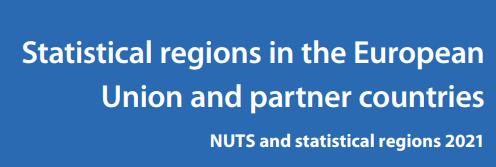 Statistical regions in the European
Union and partner countries
NUTS and statistical regions 2021